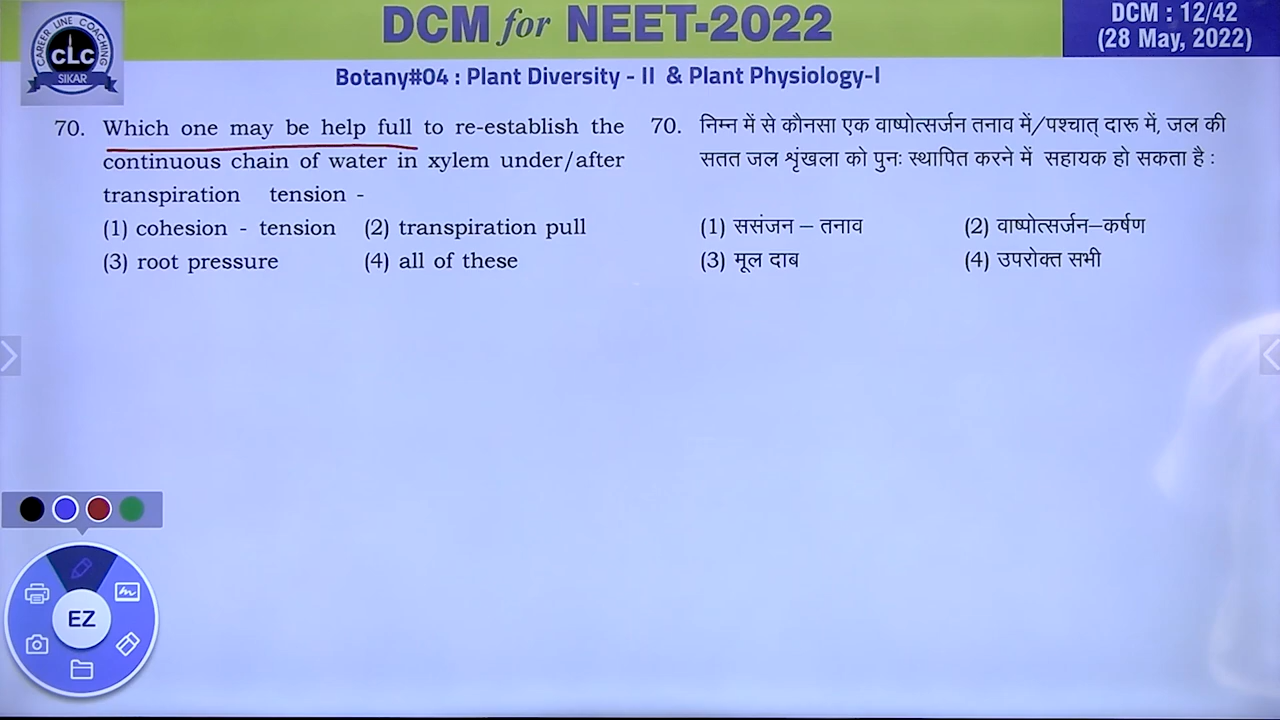 CAREER LINE COACHING
CLC
SIKAR
DCM for NEET-2022
DCM : 12/42
(28 May, 2022)
Botany#04 : Plant Diversity - II & Plant Physiology-I
70. Which one may be help full to re-establish the
continuous chain of water in xylem under/after
transpiration tension -
(1) cohesion - tension (2) transpiration pull
(3) root pressure (4) all of these
70. निम्न में से कौनसा एक वाष्पोत्सर्जन तनाव में/पश्चात् दारू में, जल की
सतत जल शृंखला को पुनः स्थापित करने में सहायक हो सकता है :
(1) ससंजन – तनाव (2) वाष्पोत्सर्जन–कर्षण
(3) मूल दाब (4) उपरोक्त सभी
EZ